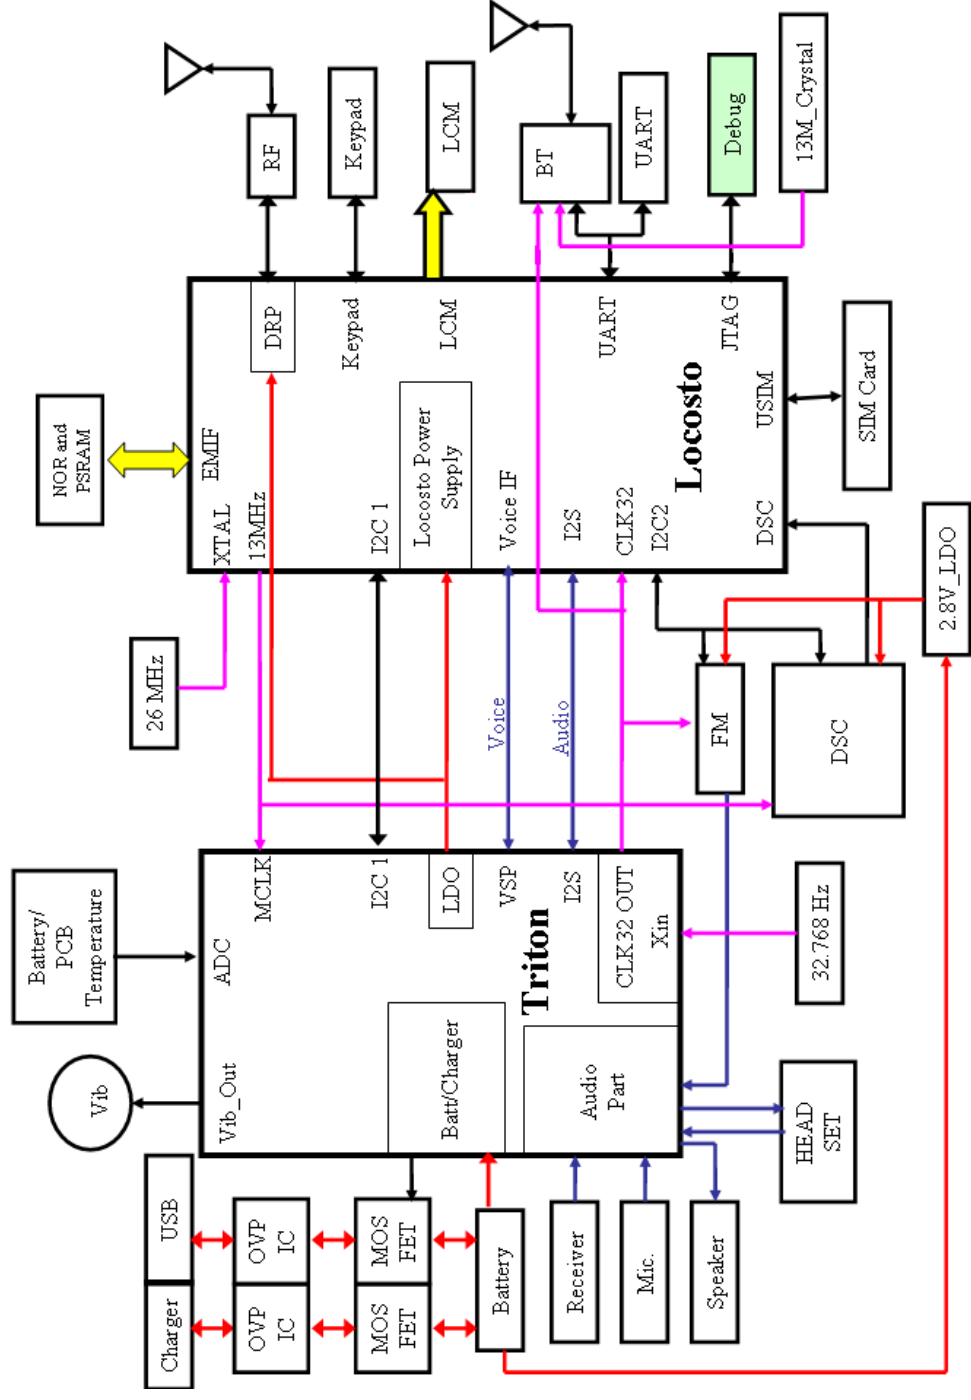 Charger
USB
OVP
IC
OVP
IC
MOS
FET
MOS
FET
Battery
Receiver
Mic.
Speaker
HEAD
SET
Vib
Battery/
PCB
Temperature
Vib_Out
ADC
MCLK
I2C 1
LDO
VSP
I2S
CLK32 OUT
Xin
Triton
Batt/Charger
Audio
Part
32.768 Hz
26 MHz
Voice
Audio
FM
DSC
2.8V_LDO
NOR and
PSRAM
EMIF
XTAL
13MHz
I2C 1
Locosto Power
Supply
Voice IF
I2S
CLK32
I2C2
DSC
USIM
Locosto
DRP
Keypad
LCM
UART
JTAG
SIM Card
RF
Keypad
LCM
BT
UART
Debug
13M_Crystal